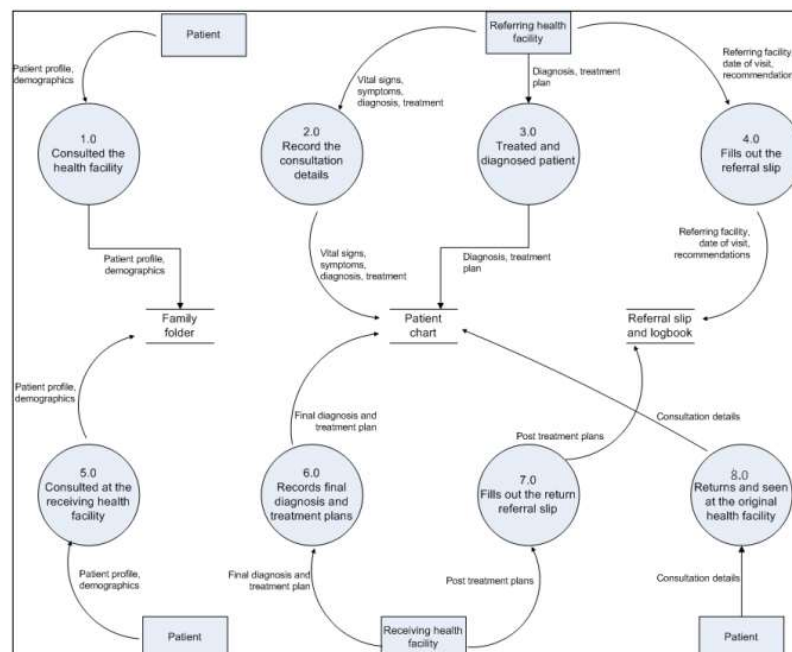 Patient
Referring health
facility
Patient profile,
demographics
Vital signs,
symptoms,
diagnosis, treatment
Diagnosis, treatment
plan
Referring facility,
date of visit,
recommendations
1.0
Consulted the
health facility
2.0
Record the
consultation
details
3.0
Treated and
diagnosed patient
4.0
Fills out the
referral slip
Patient profile,
demographics
Vital signs,
symptoms,
diagnosis, treatment
Diagnosis, treatment
plan
Referring facility,
date of visit,
recommendations
Family
folder
Patient
chart
Referral slip
and logbook
Patient profile,
demographics
Final diagnosis and
treatment plan
Post treatment plans
Consultation details
5.0
Consulted at the
receiving health
facility
6.0
Records final
diagnosis and
treatment plans
7.0
Fills out the return
referral slip
8.0
Returns and seen
at the original
health facility
Patient profile,
demographics
Final diagnosis and
treatment plan
Post treatment plans
Consultation details
Patient
Receiving health
facility
Patient